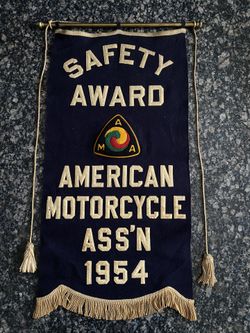 SAFETY
AWARD
A
M A
AMERICAN
MOTORCYCLE
ASS'N
1954